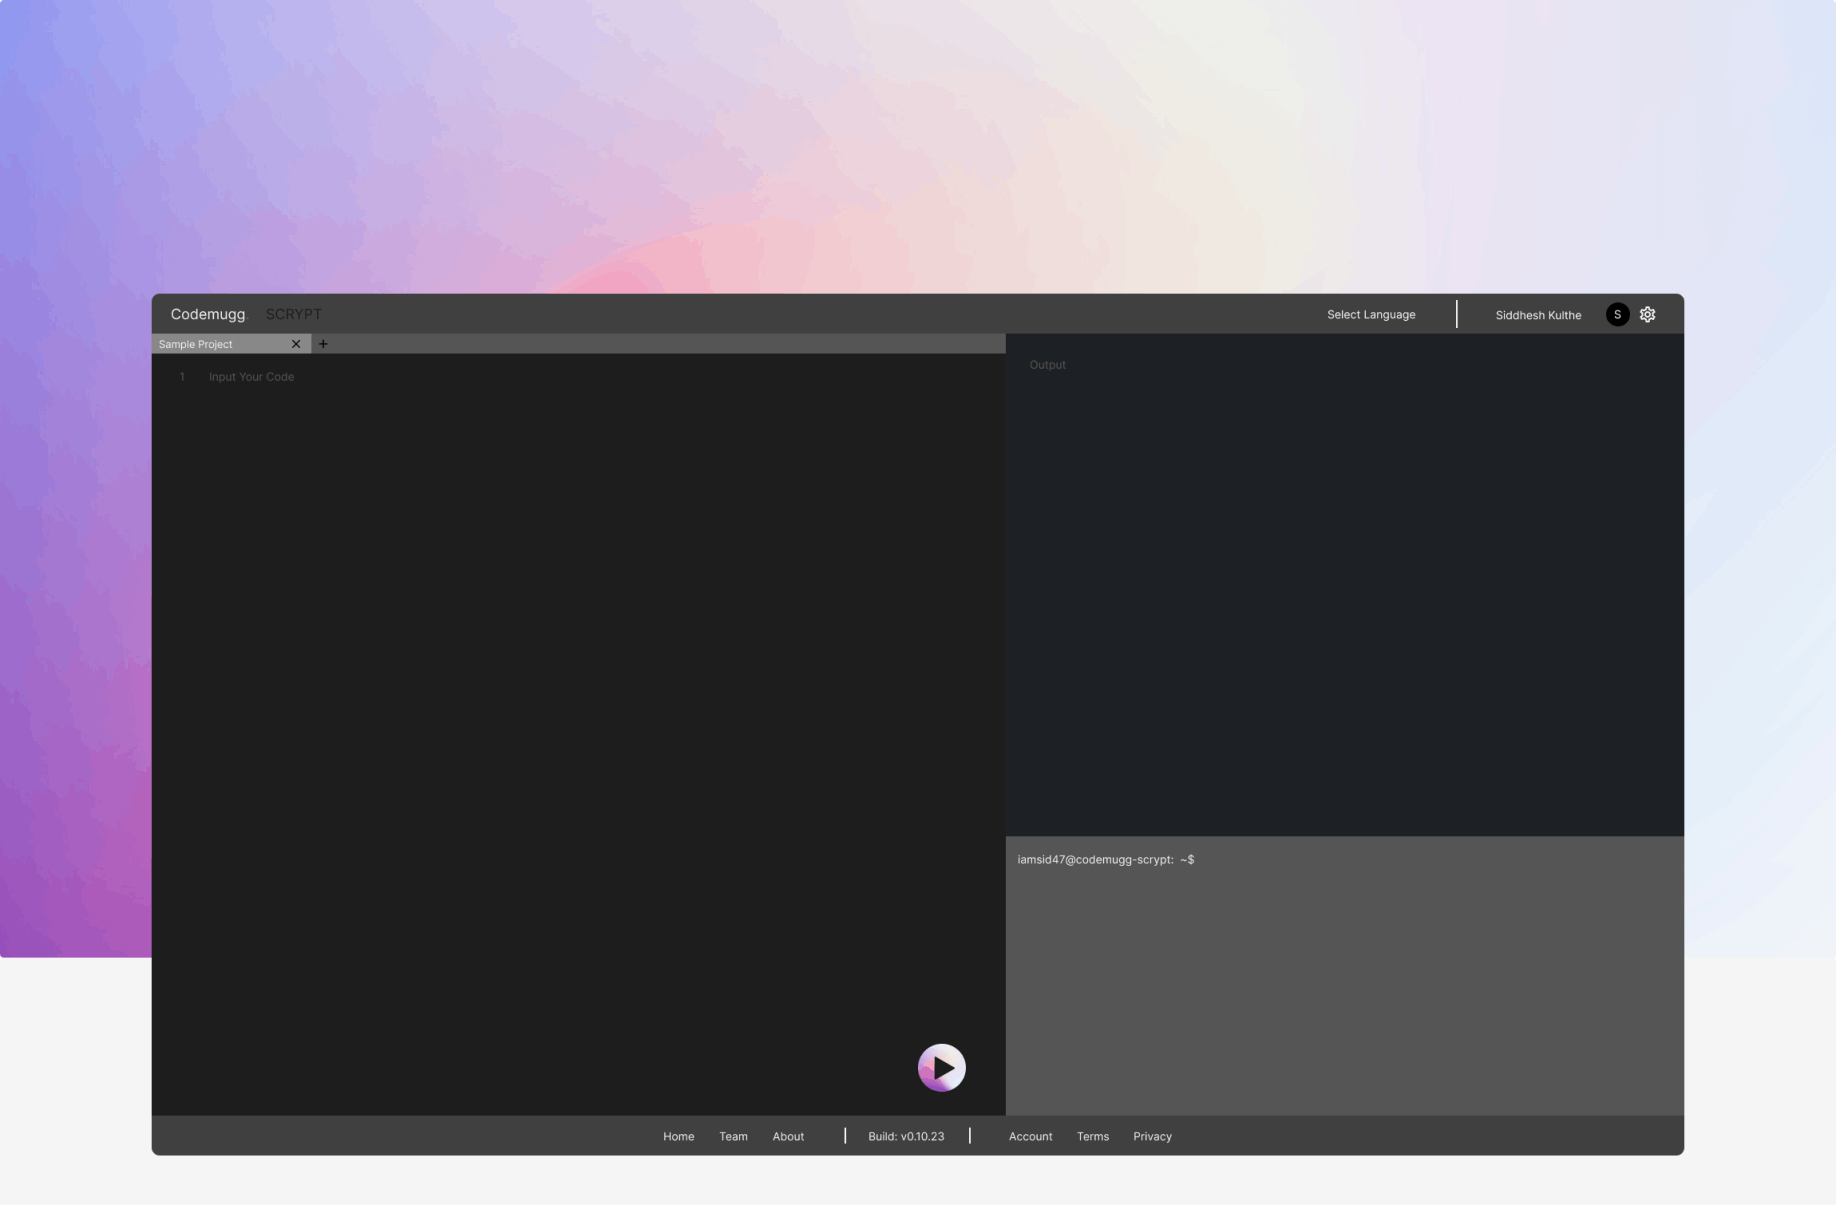 Codemugg. SCRYPT
Select Language
Siddhesh Kulthe
S
Sample Project
1 Input Your Code
Output
iamsid47@codemugg-scrypt: ~$
Home Team About Build: v0.10.23 Account Terms Privacy